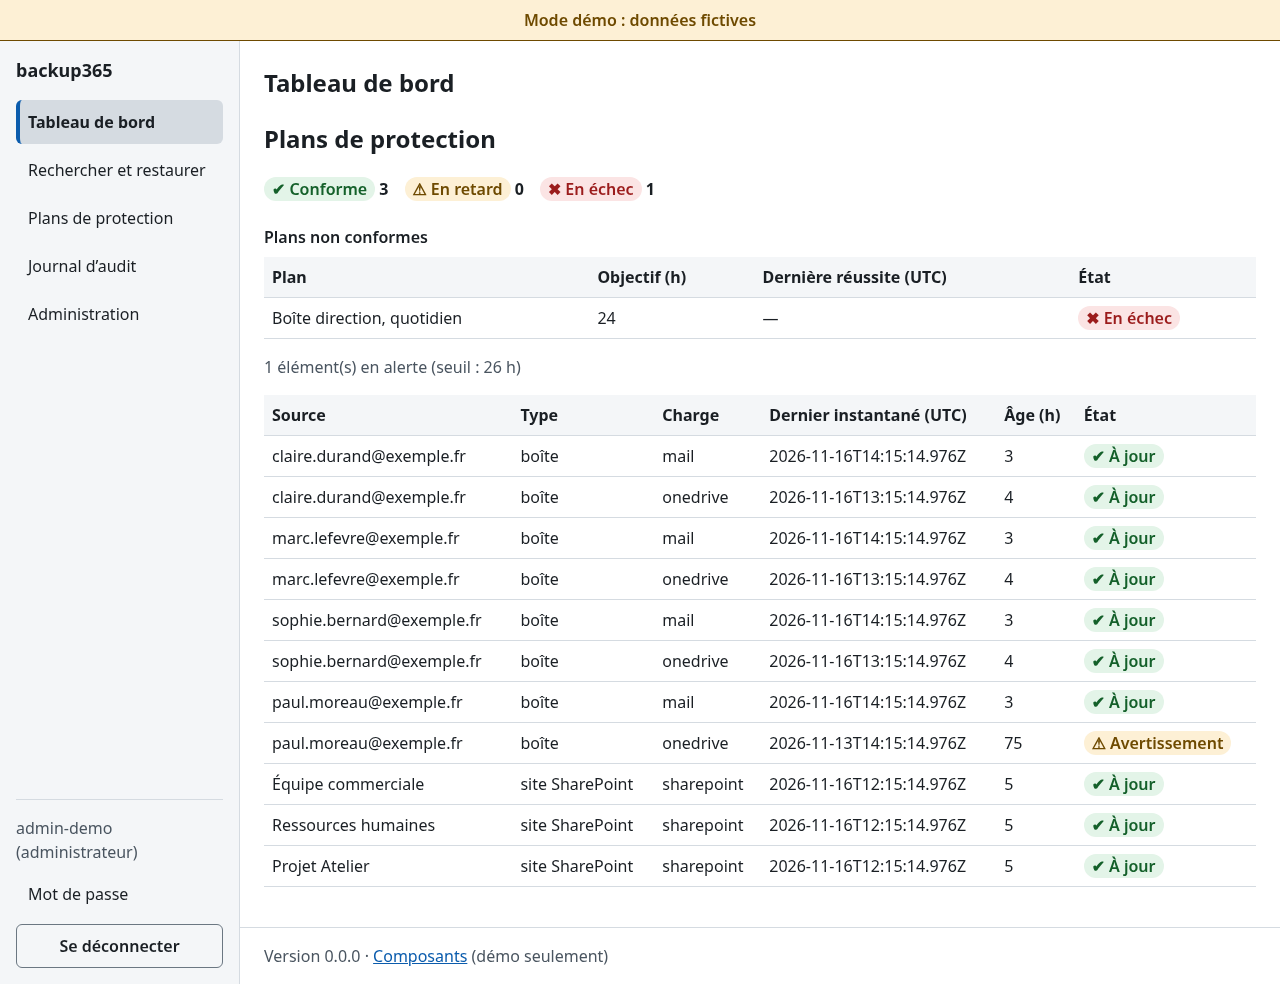 Mode démo : données fictives
backup365
Tableau de bord
Rechercher et restaurer
Plans de protection
Journal d’audit
Administration
admin-demo
(administrateur)
Mot de passe
Se déconnecter
Tableau de bord
Plans de protection
✔ Conforme 3 ⚠ En retard 0 ✖ En échec 1
Plans non conformes
Plan Objectif (h) Dernière réussite (UTC) État
Boîte direction, quotidien 24 — ✖ En échec
1 élément(s) en alerte (seuil : 26 h)
Source Type Charge Dernier instantané (UTC) Âge (h) État
claire.durand@exemple.fr boîte mail 2026-11-16T14:15:14.976Z 3 ✔ À jour
claire.durand@exemple.fr boîte onedrive 2026-11-16T13:15:14.976Z 4 ✔ À jour
marc.lefevre@exemple.fr boîte mail 2026-11-16T14:15:14.976Z 3 ✔ À jour
marc.lefevre@exemple.fr boîte onedrive 2026-11-16T13:15:14.976Z 4 ✔ À jour
sophie.bernard@exemple.fr boîte mail 2026-11-16T14:15:14.976Z 3 ✔ À jour
sophie.bernard@exemple.fr boîte onedrive 2026-11-16T13:15:14.976Z 4 ✔ À jour
paul.moreau@exemple.fr boîte mail 2026-11-16T14:15:14.976Z 3 ✔ À jour
paul.moreau@exemple.fr boîte onedrive 2026-11-13T14:15:14.976Z 75 ⚠ Avertissement
Équipe commerciale site SharePoint sharepoint 2026-11-16T12:15:14.976Z 5 ✔ À jour
Ressources humaines site SharePoint sharepoint 2026-11-16T12:15:14.976Z 5 ✔ À jour
Projet Atelier site SharePoint sharepoint 2026-11-16T12:15:14.976Z 5 ✔ À jour
Version 0.0.0 · Composants (démo seulement)